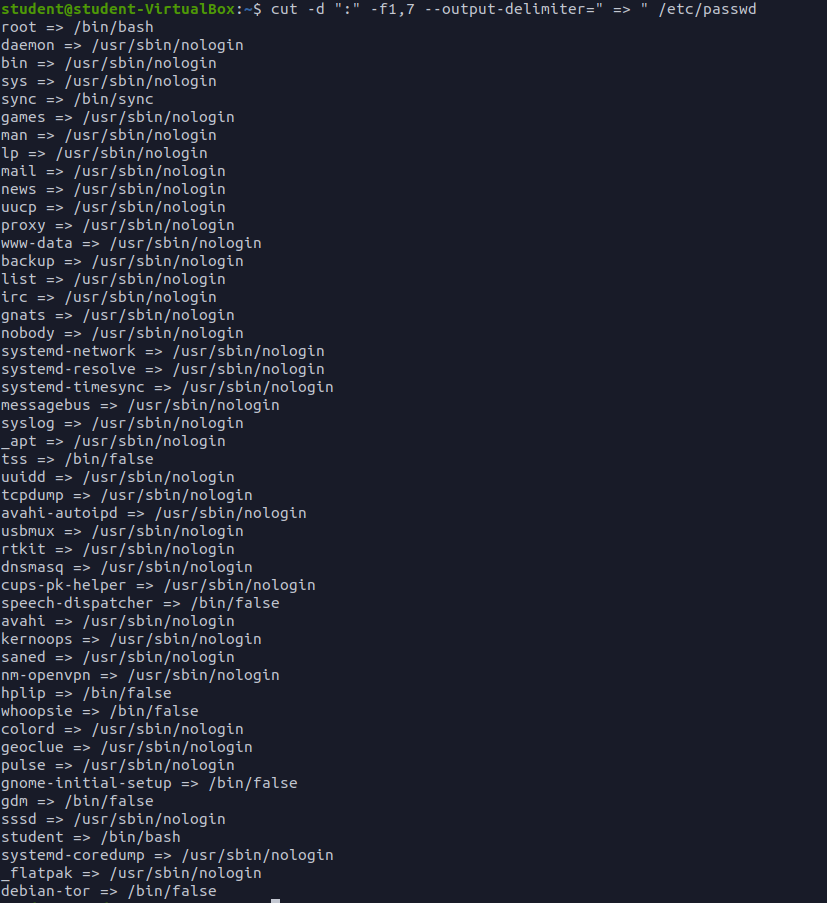 student@student-VirtualBox:~$ cut -d ":" -f1,7 --output-delimiter=" => " /etc/passwd
root => /bin/bash
daemon => /usr/sbin/nologin
bin => /usr/sbin/nologin
sys => /usr/sbin/nologin
sync => /bin/sync
games => /usr/sbin/nologin
man => /usr/sbin/nologin
lp => /usr/sbin/nologin
mail => /usr/sbin/nologin
news => /usr/sbin/nologin
uucp => /usr/sbin/nologin
proxy => /usr/sbin/nologin
www-data => /usr/sbin/nologin
backup => /usr/sbin/nologin
list => /usr/sbin/nologin
irc => /usr/sbin/nologin
gnats => /usr/sbin/nologin
nobody => /usr/sbin/nologin
systemd-network => /usr/sbin/nologin
systemd-resolve => /usr/sbin/nologin
systemd-timesync => /usr/sbin/nologin
messagebus => /usr/sbin/nologin
syslog => /usr/sbin/nologin
_apt => /usr/sbin/nologin
tss => /bin/false
uuidd => /usr/sbin/nologin
tcpdump => /usr/sbin/nologin
avahi-autoipd => /usr/sbin/nologin
usbmux => /usr/sbin/nologin
rtkit => /usr/sbin/nologin
dnsmasq => /usr/sbin/nologin
cups-pk-helper => /usr/sbin/nologin
speech-dispatcher => /bin/false
avahi => /usr/sbin/nologin
kernoops => /usr/sbin/nologin
saned => /usr/sbin/nologin
nm-openvpn => /usr/sbin/nologin
hplip => /bin/false
whoopsie => /bin/false
colord => /usr/sbin/nologin
geoclue => /usr/sbin/nologin
pulse => /usr/sbin/nologin
gnome-initial-setup => /bin/false
gdm => /bin/false
sssd => /usr/sbin/nologin
student => /bin/bash
systemd-coredump => /usr/sbin/nologin
_flatpak => /usr/sbin/nologin
debian-tor => /bin/false